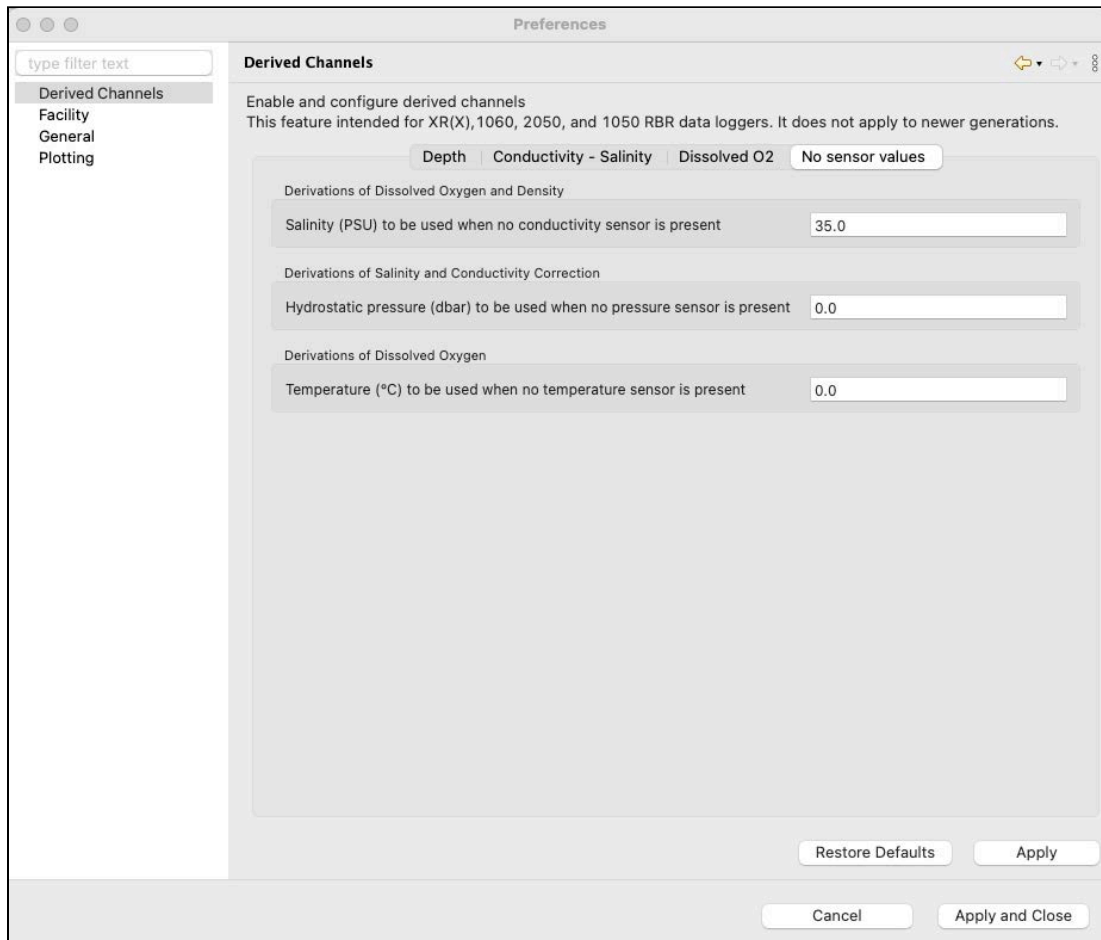 Preferences
type filter text
Derived Channels
Facility
General
Plotting
Derived Channels
Enable and configure derived channels
This feature intended for XR(X),1060, 2050, and 1050 RBR data loggers. It does not apply to newer generations.
Depth Conductivity - Salinity Dissolved O2 No sensor values
Derivations of Dissolved Oxygen and Density
Salinity (PSU) to be used when no conductivity sensor is present 35.0
Derivations of Salinity and Conductivity Correction
Hydrostatic pressure (dbar) to be used when no pressure sensor is present 0.0
Derivations of Dissolved Oxygen
Temperature (°C) to be used when no temperature sensor is present 0.0
Restore Defaults Apply
Cancel Apply and Close